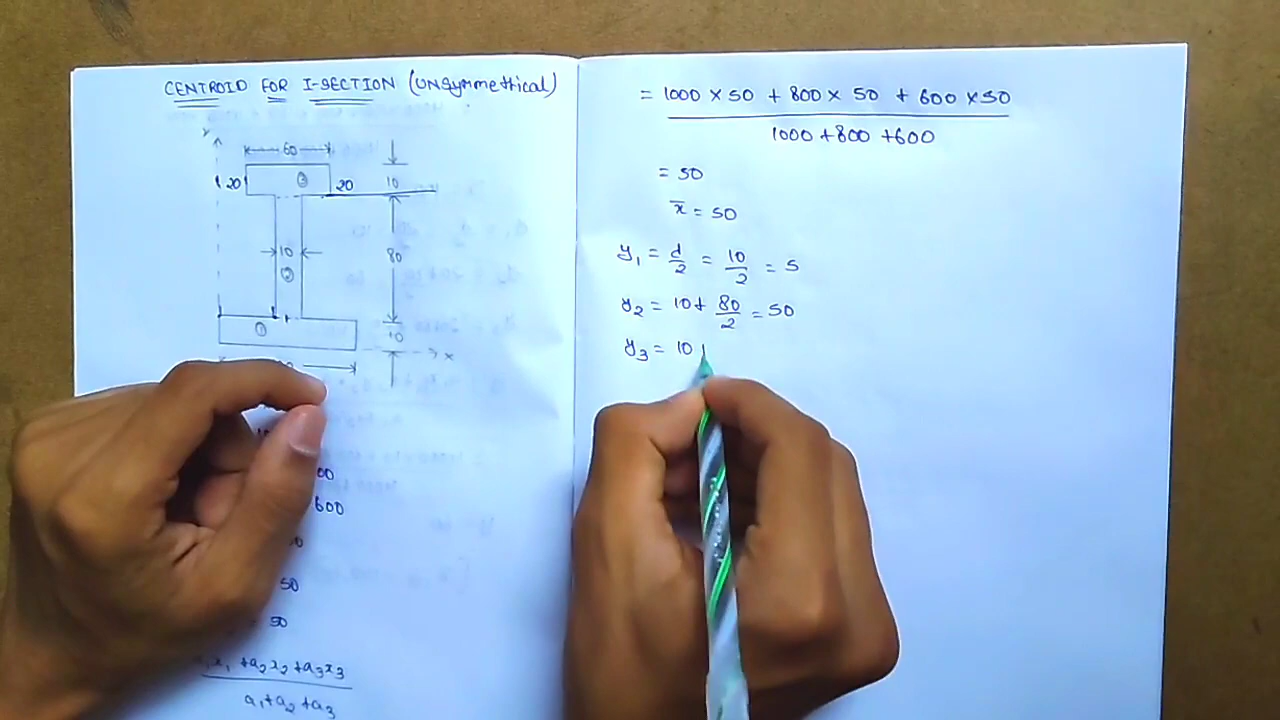 CENTROID FOR I-SECTION (UNSymmetrical)
Y
60
20 ③ 20 10
10 80
②
① 10
x
00
600
50
50
x₁ +a₂x₂ +a₃x₃
a₁+a₂ +a₃
= 1000 × 50 + 800 × 50 + 600 × 50
1000 +800 +600
= 50
x̄ = 50
y₁ = d/2 = 10/2 = 5
y₂ = 10+ 80/2 = 50
y₃ = 10